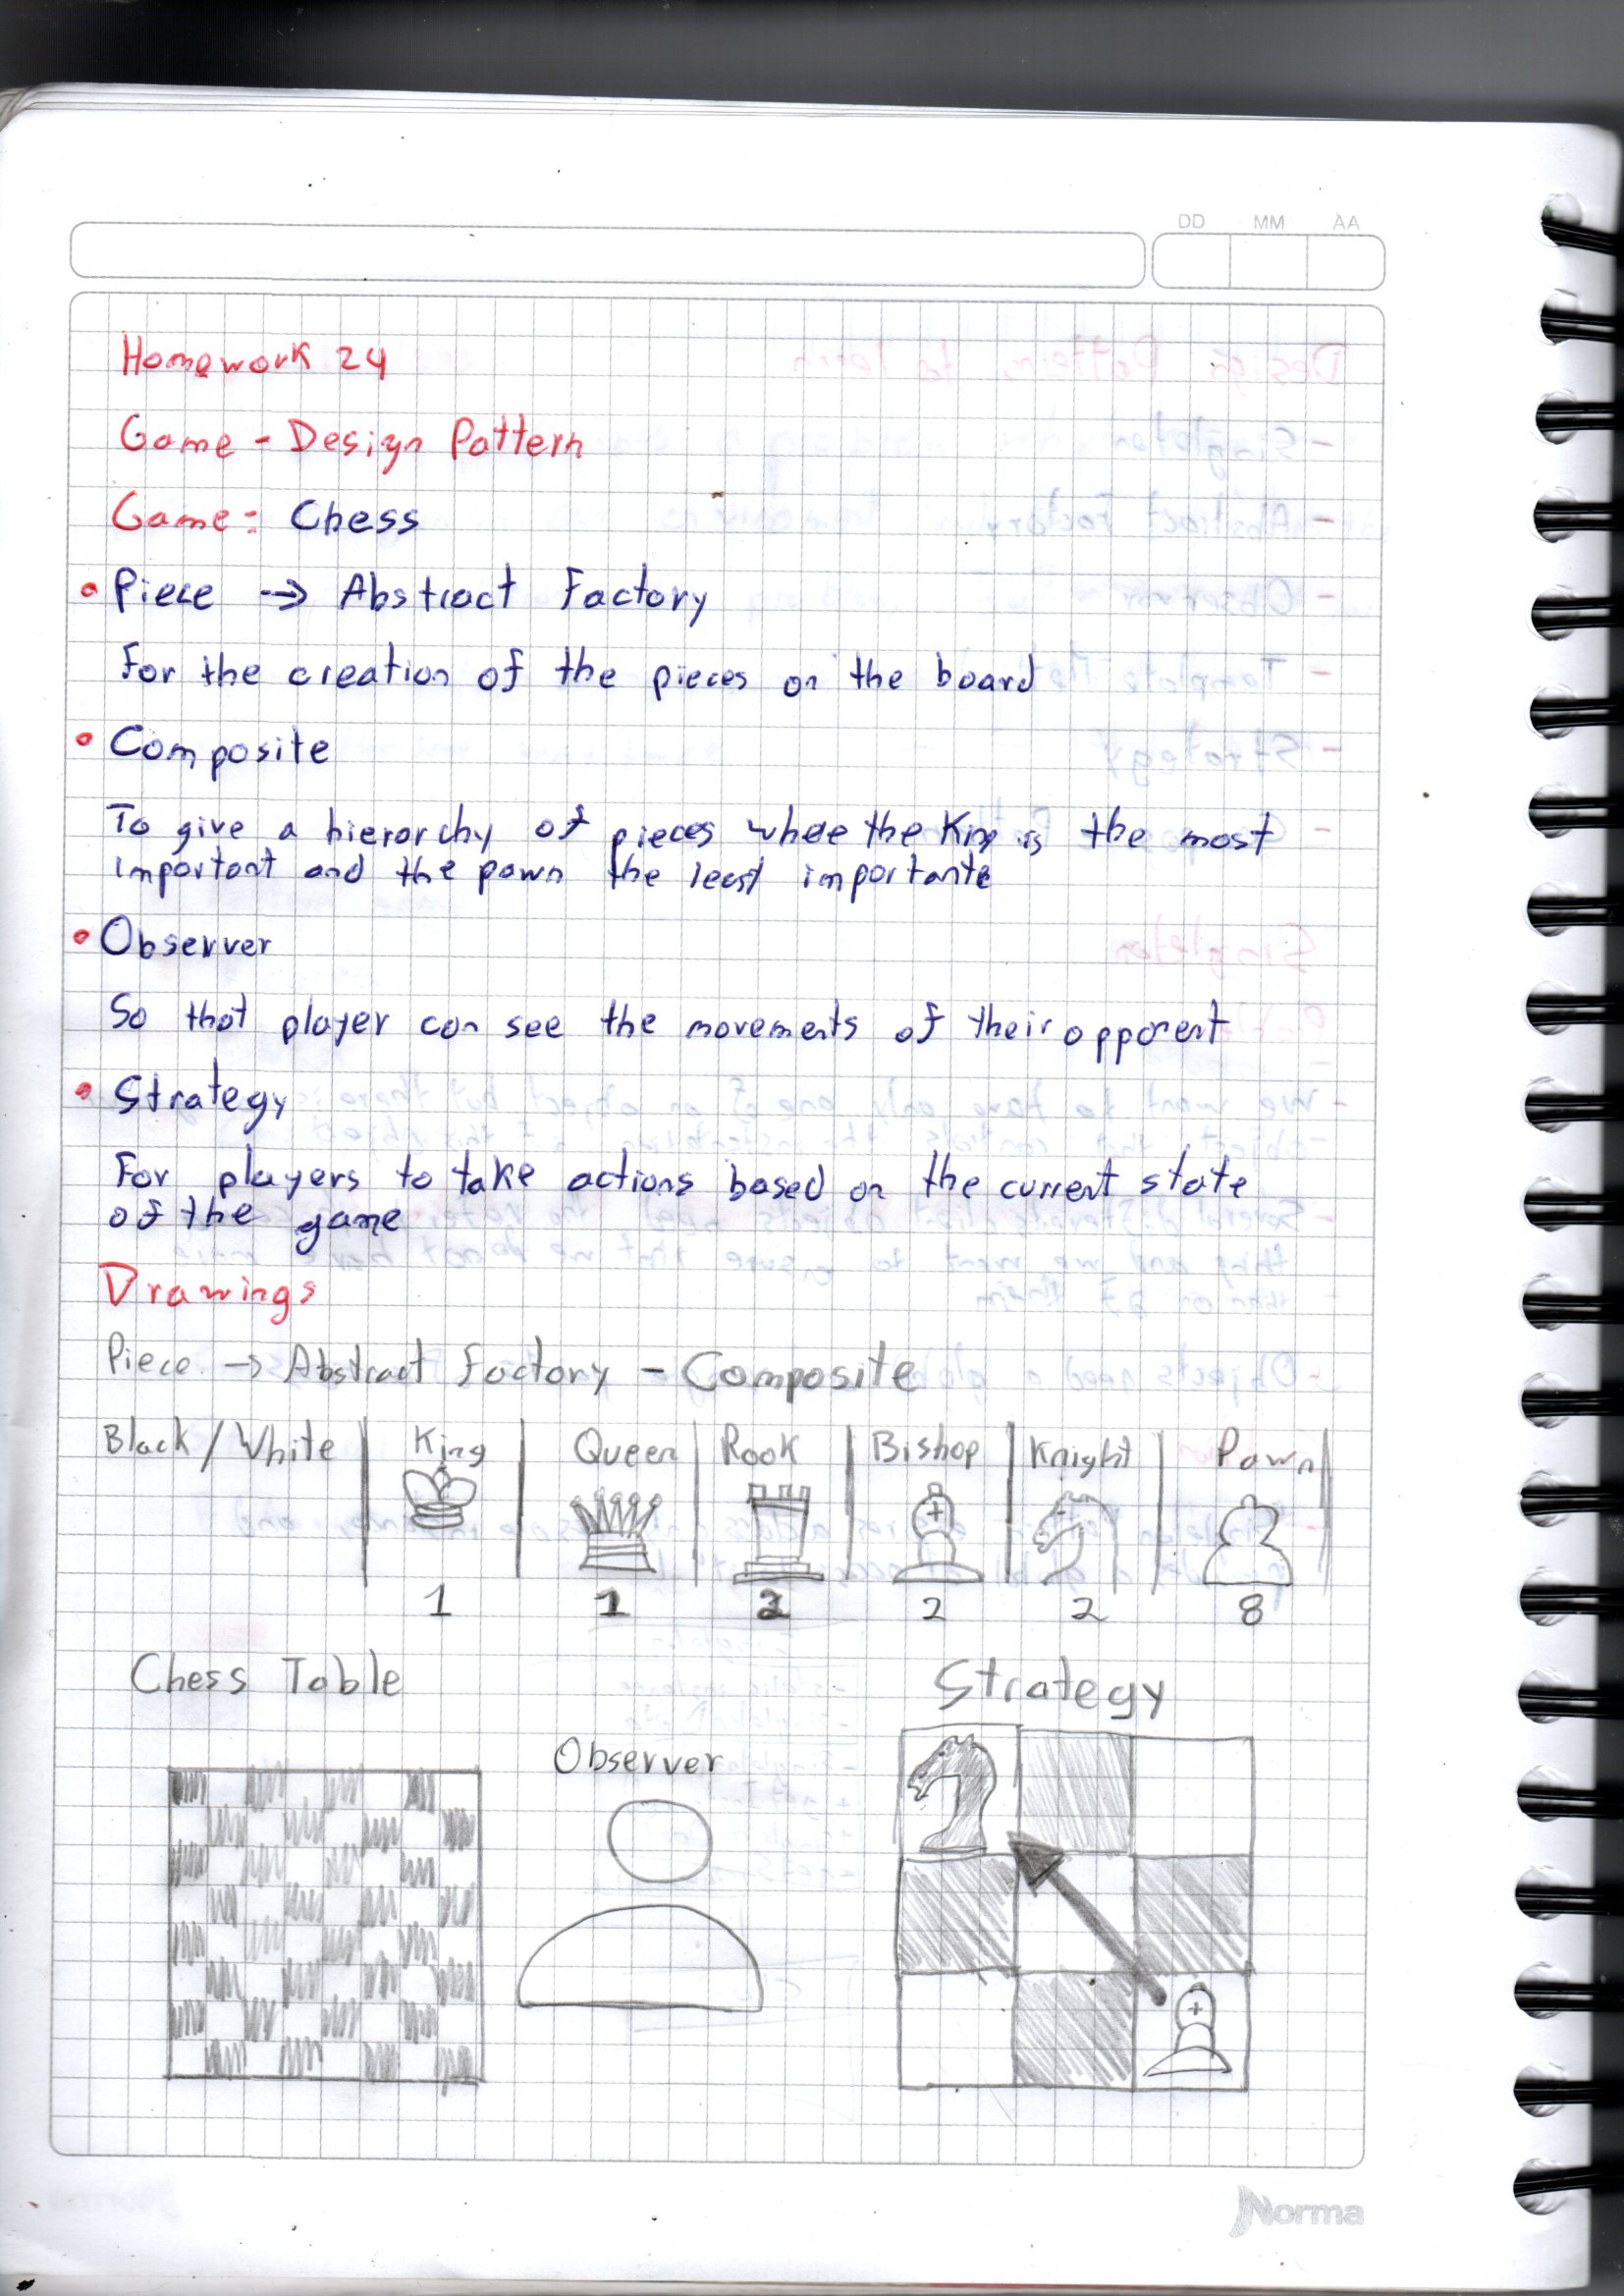 DD MM AA
Homework 24
Game - Design Pattern
Game: Chess
• Piece → Abstract Factory
For the creation of the pieces on the board
• Composite
To give a hierarchy of pieces where the King is the most
important and the pawn the least importante
• Observer
So that player can see the movements of their opponent
• Strategy
For players to take actions based on the current state
of the game
Drawings
Piece → Abstract Factory - Composite
Black / White | King | Queen | Rook | Bishop | Knight | Pawn |
1 1 2 2 2 8
Chess Table
Strategy
Observer
Norma